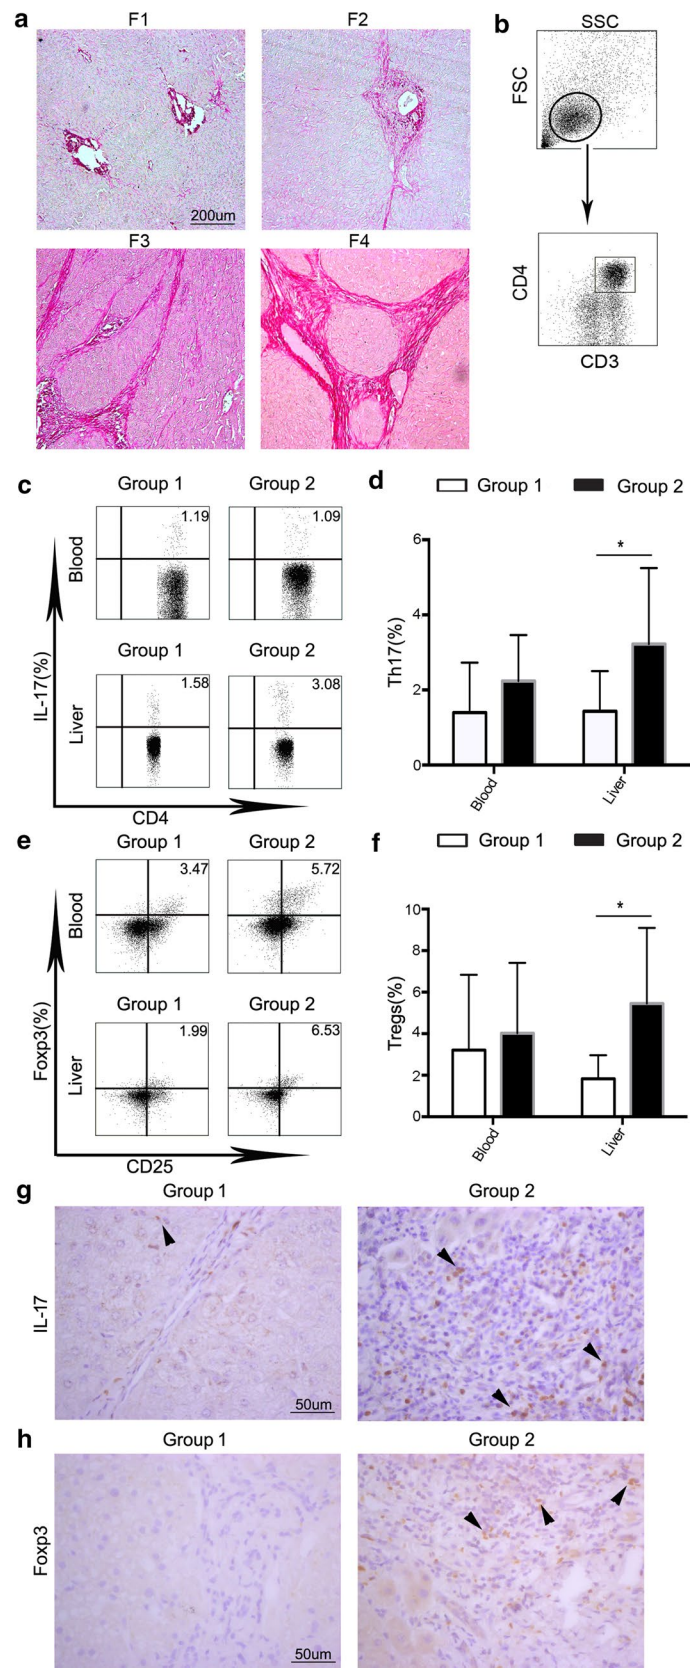 a
F1
F2
200um
F3
F4
b
SSC
FSC
CD4
CD3
c
Group 1
Group 2
Blood
1.19
1.09
Group 1
Group 2
Liver
1.58
3.08
IL-17(%)
CD4
d
Group 1
Group 2
Th17(%)
6
4
2
0
*
Blood
Liver
e
Group 1
Group 2
Blood
3.47
5.72
Group 1
Group 2
Liver
1.99
6.53
Foxp3(%)
CD25
f
Group 1
Group 2
Tregs(%)
10
8
6
4
2
0
*
Blood
Liver
g
Group 1
Group 2
IL-17
50um
h
Group 1
Group 2
Foxp3
50um